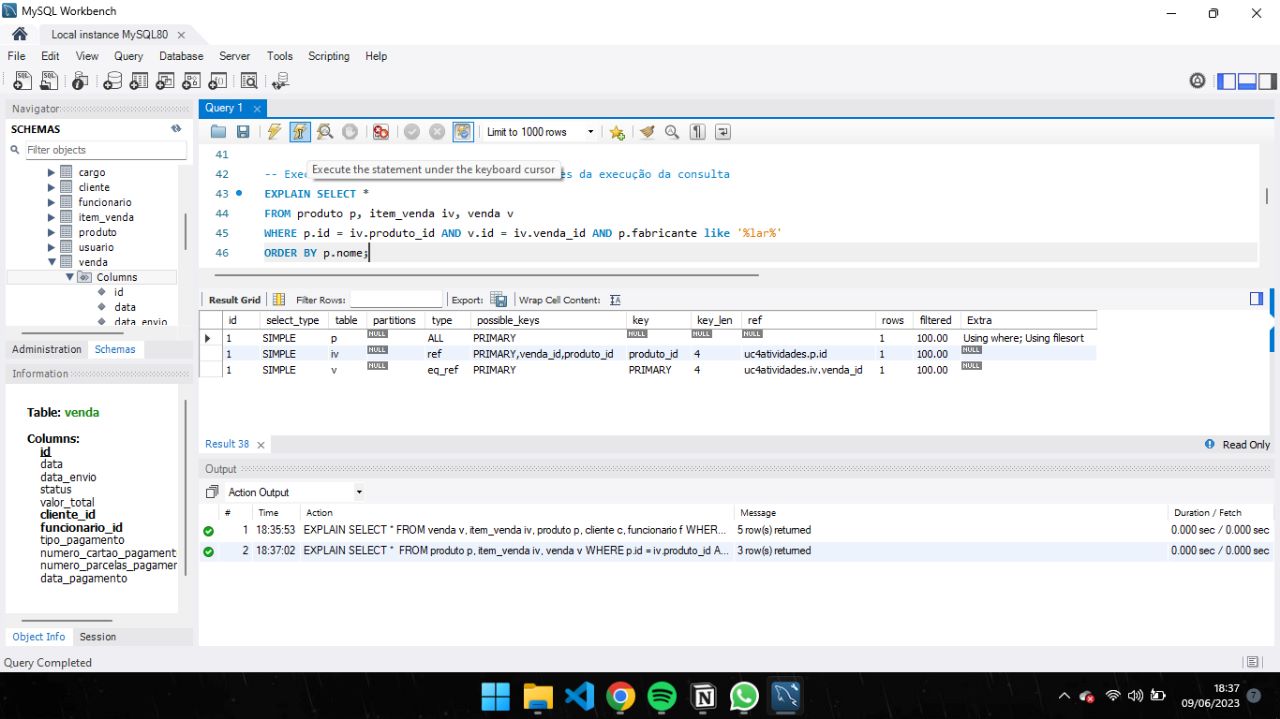 MySQL Workbench
Local instance MySQL80
File Edit View Query Database Server Tools Scripting Help
Navigator
SCHEMAS
Filter objects
cargo
cliente
funcionario
item_venda
produto
usuario
venda
Columns
id
data
data_envio
Administration Schemas
Information
Table: venda
Columns:
id
data
data_envio
status
valor_total
cliente_id
funcionario_id
tipo_pagamento
numero_cartao_pagament
numero_parcelas_pagamer
data_pagamento
Object Info Session
Query Completed
Query 1
Limit to 1000 rows
41
42 -- Exe Execute the statement under the keyboard cursor s da execução da consulta
43 EXPLAIN SELECT *
44 FROM produto p, item_venda iv, venda v
45 WHERE p.id = iv.produto_id AND v.id = iv.venda_id AND p.fabricante like '%lar%'
46 ORDER BY p.nome;
Result Grid Filter Rows: Export: Wrap Cell Content:
id select_type table partitions type possible_keys key key_len ref rows filtered Extra
1 SIMPLE p NULL ALL PRIMARY NULL NULL NULL 1 100.00 Using where; Using filesort
1 SIMPLE iv NULL ref PRIMARY,venda_id,produto_id produto_id 4 uc4atividades.p.id 1 100.00 NULL
1 SIMPLE v NULL eq_ref PRIMARY PRIMARY 4 uc4atividades.iv.venda_id 1 100.00 NULL
Result 38
Read Only
Output
Action Output
# Time Action Message Duration / Fetch
1 18:35:53 EXPLAIN SELECT * FROM venda v, item_venda iv, produto p, cliente c, funcionario f WHER... 5 row(s) returned 0.000 sec / 0.000 sec
2 18:37:02 EXPLAIN SELECT * FROM produto p, item_venda iv, venda v WHERE p.id = iv.produto_id A... 3 row(s) returned 0.000 sec / 0.000 sec
18:37
09/06/2023
7